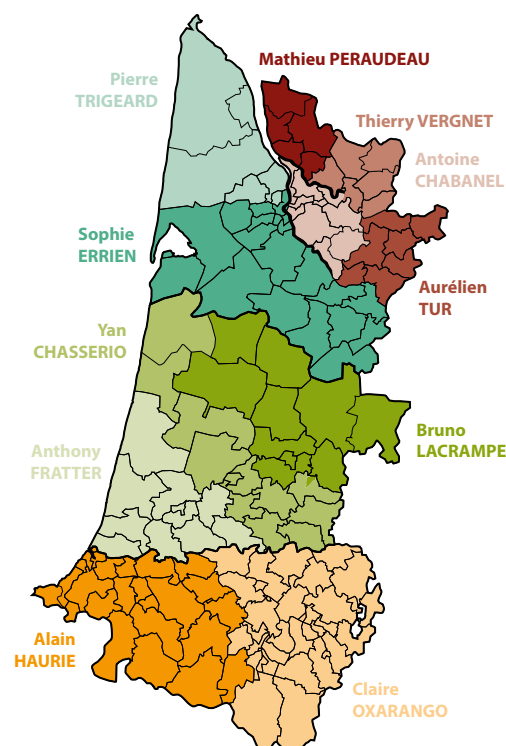 Mathieu PERAUDEAU
Pierre
TRIGEARD
Thierry VERGNET
Antoine
CHABANEL
Sophie
ERRIEN
Aurélien
TUR
Yan
CHASSERIO
Bruno
LACRAMPE
Anthony
FRATTER
Alain
HAURIE
Claire
OXARANGO